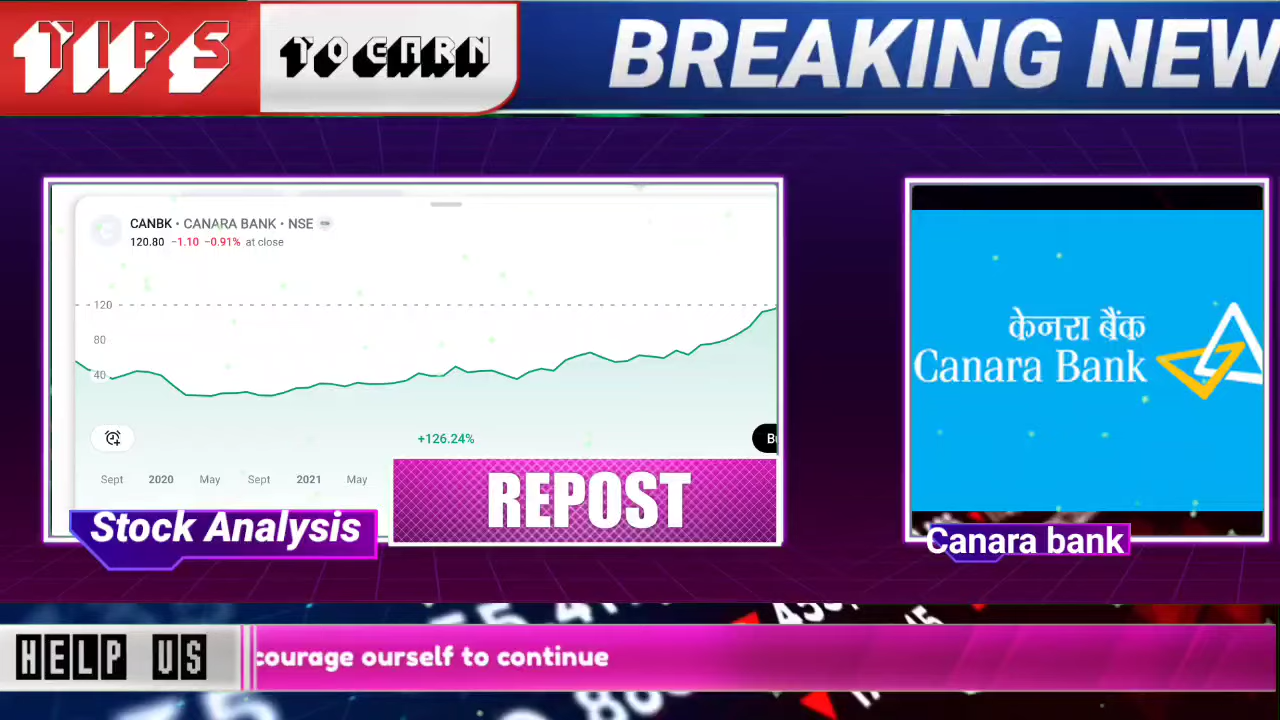 TIPS
TO EARN
BREAKING NEW
CANBK • CANARA BANK • NSE
120.80 −1.10 −0.91% at close
120
80
40
+126.24%
Bu
Sept 2020 May Sept 2021 May
REPOST
Stock Analysis
केनरा बैंक
Canara Bank
Canara bank
HELP US
courage ourself to continue